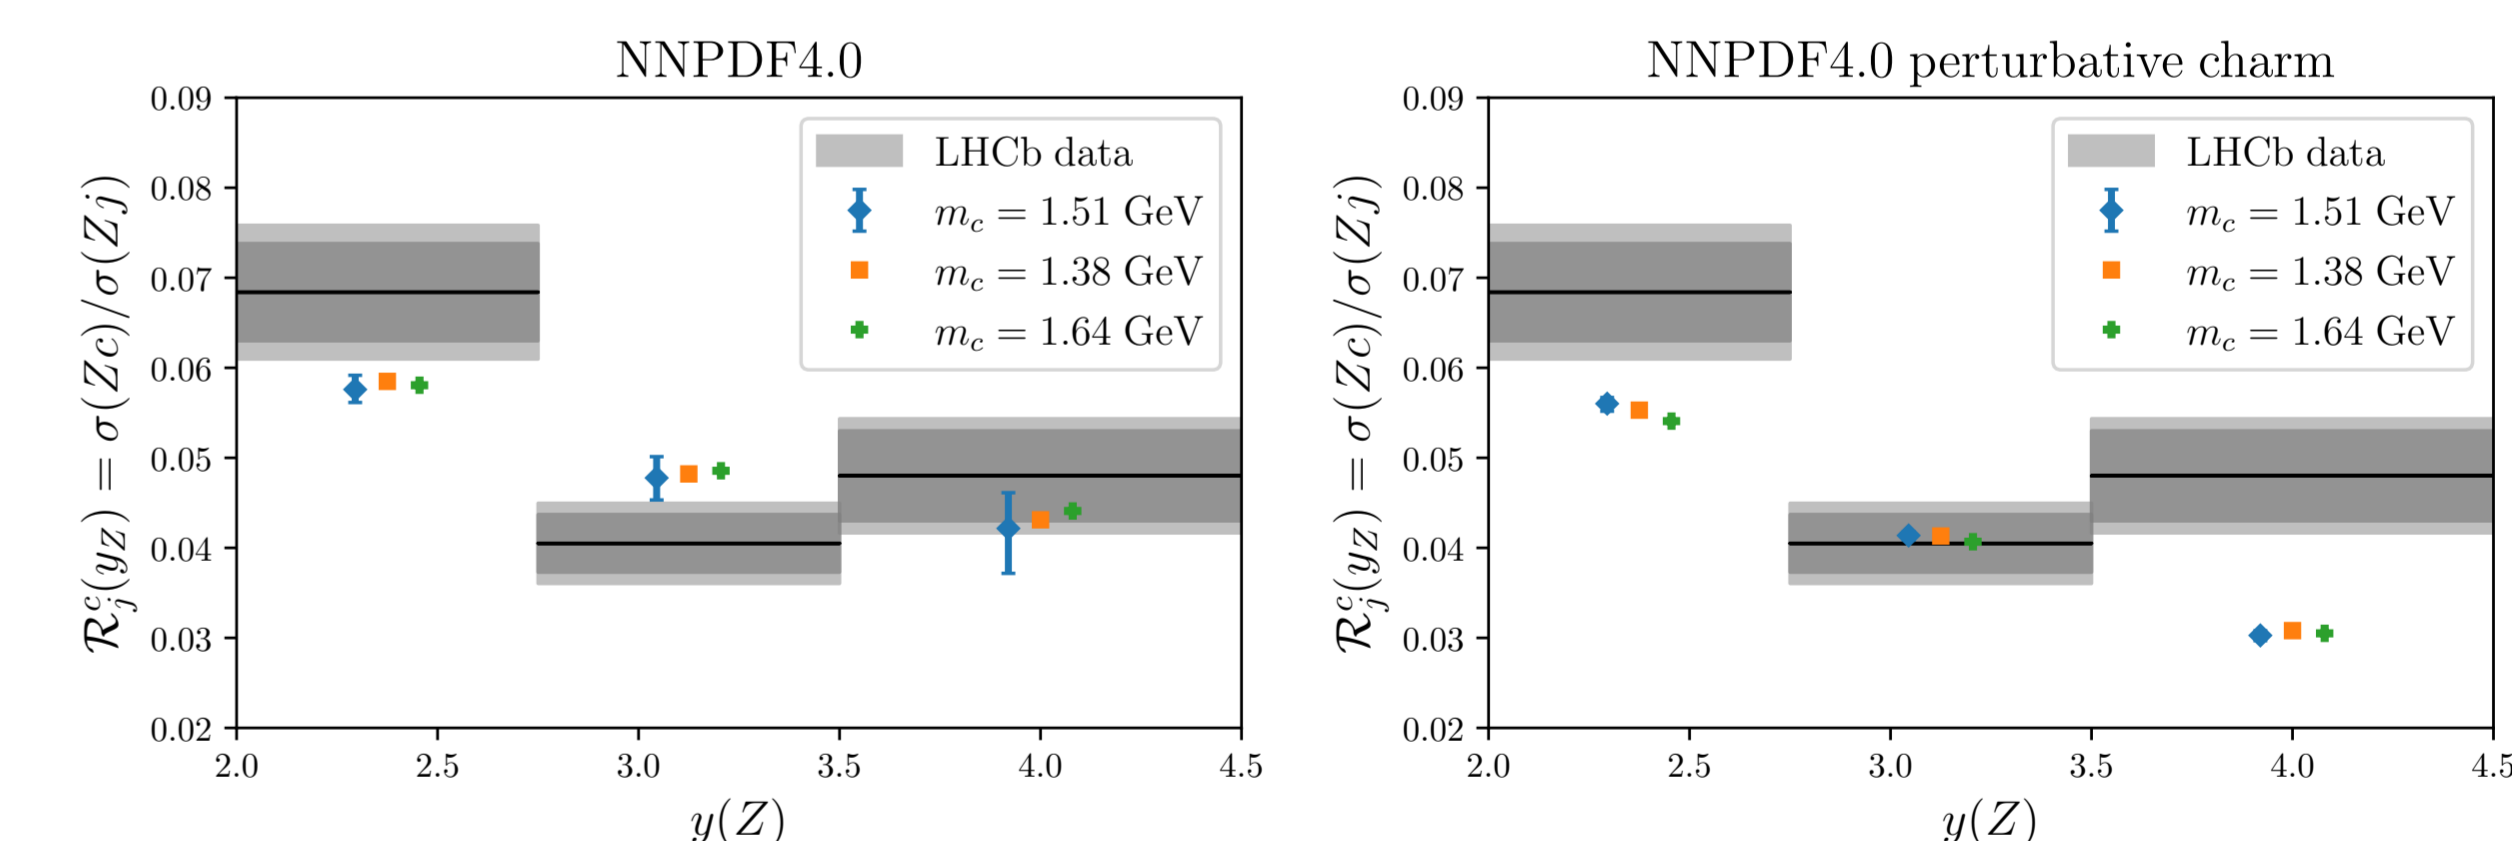 NNPDF4.0
0.09
0.08
0.07
0.06
0.05
0.04
0.03
0.02
2.0 2.5 3.0 3.5 4.0 4.5
y(Z)
R_j^c(y_Z) = σ(Zc)/σ(Zj)
LHCb data
m_c = 1.51 GeV
m_c = 1.38 GeV
m_c = 1.64 GeV
NNPDF4.0 perturbative charm
0.09
0.08
0.07
0.06
0.05
0.04
0.03
0.02
2.0 2.5 3.0 3.5 4.0 4.5
y(Z)
R_j^c(y_Z) = σ(Zc)/σ(Zj)
LHCb data
m_c = 1.51 GeV
m_c = 1.38 GeV
m_c = 1.64 GeV